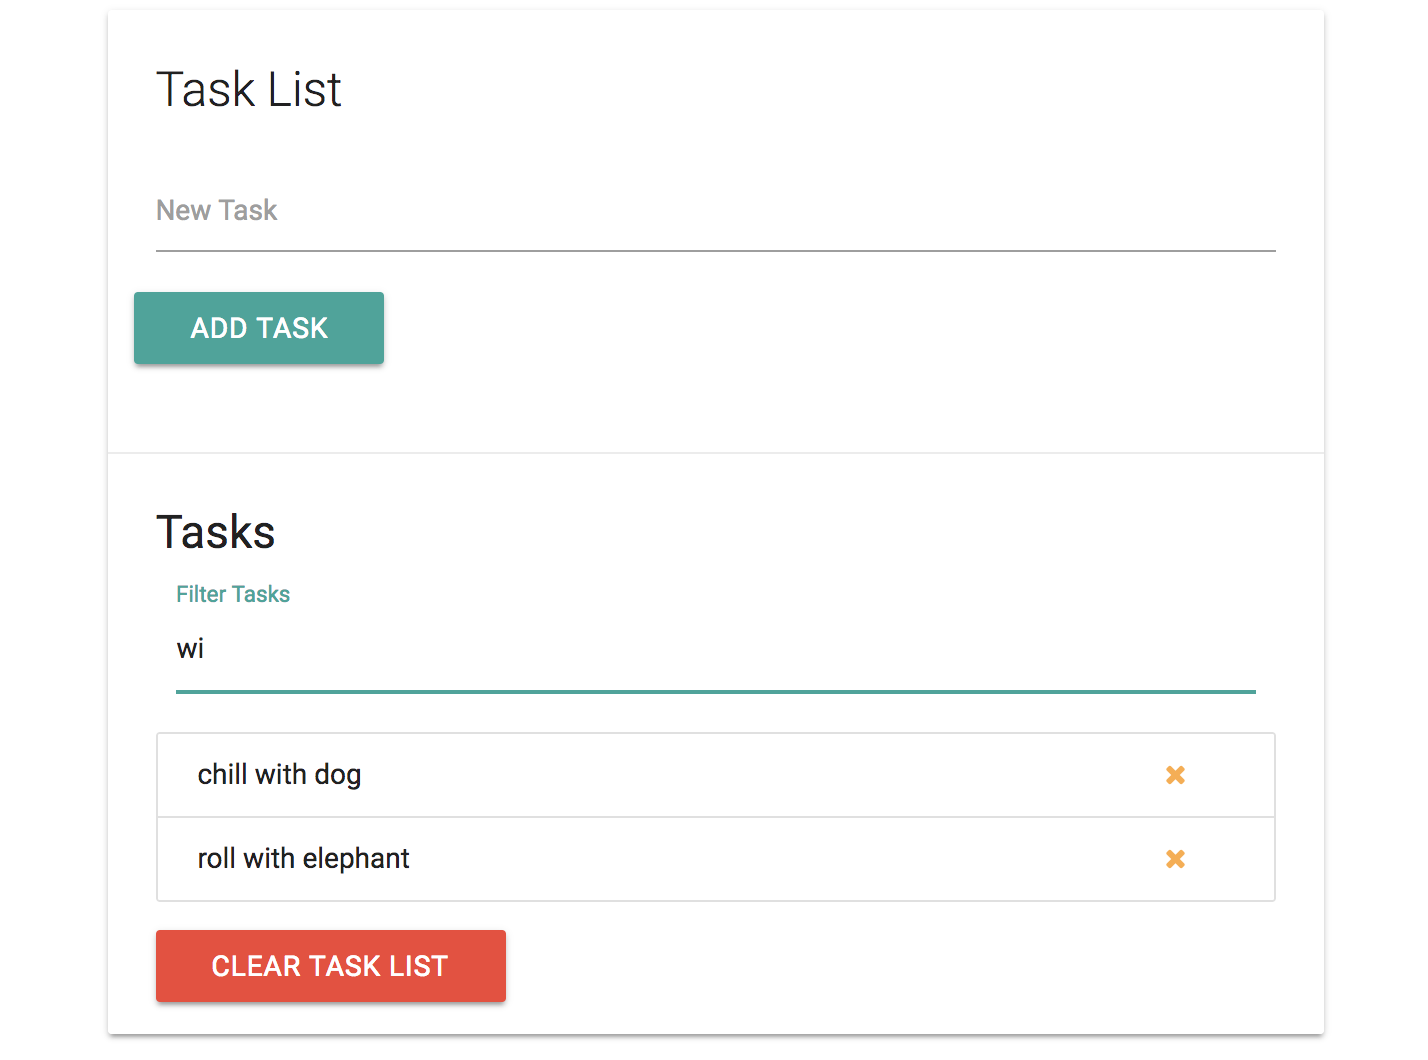 Task List
New Task
ADD TASK
Tasks
Filter Tasks
wi
chill with dog
roll with elephant
CLEAR TASK LIST